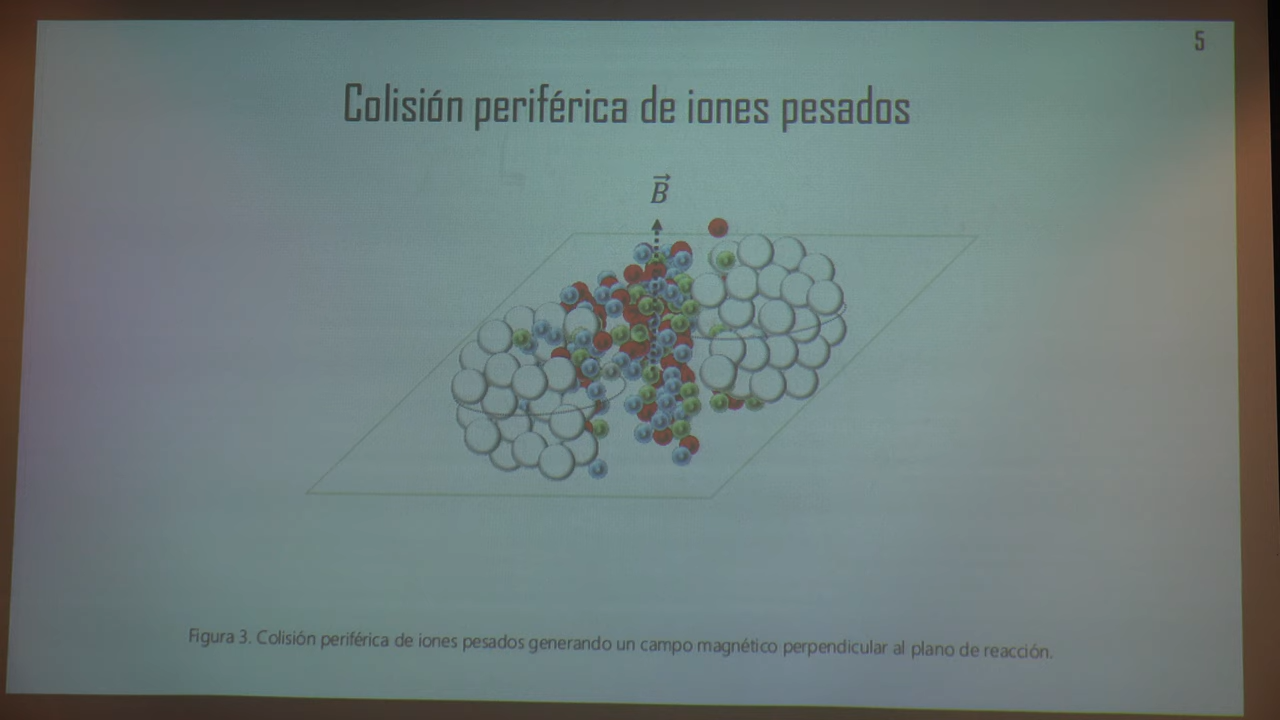 5
Colisión periférica de iones pesados
$\vec{B}$
Figura 3. Colisión periférica de iones pesados generando un campo magnético perpendicular al plano de reacción.